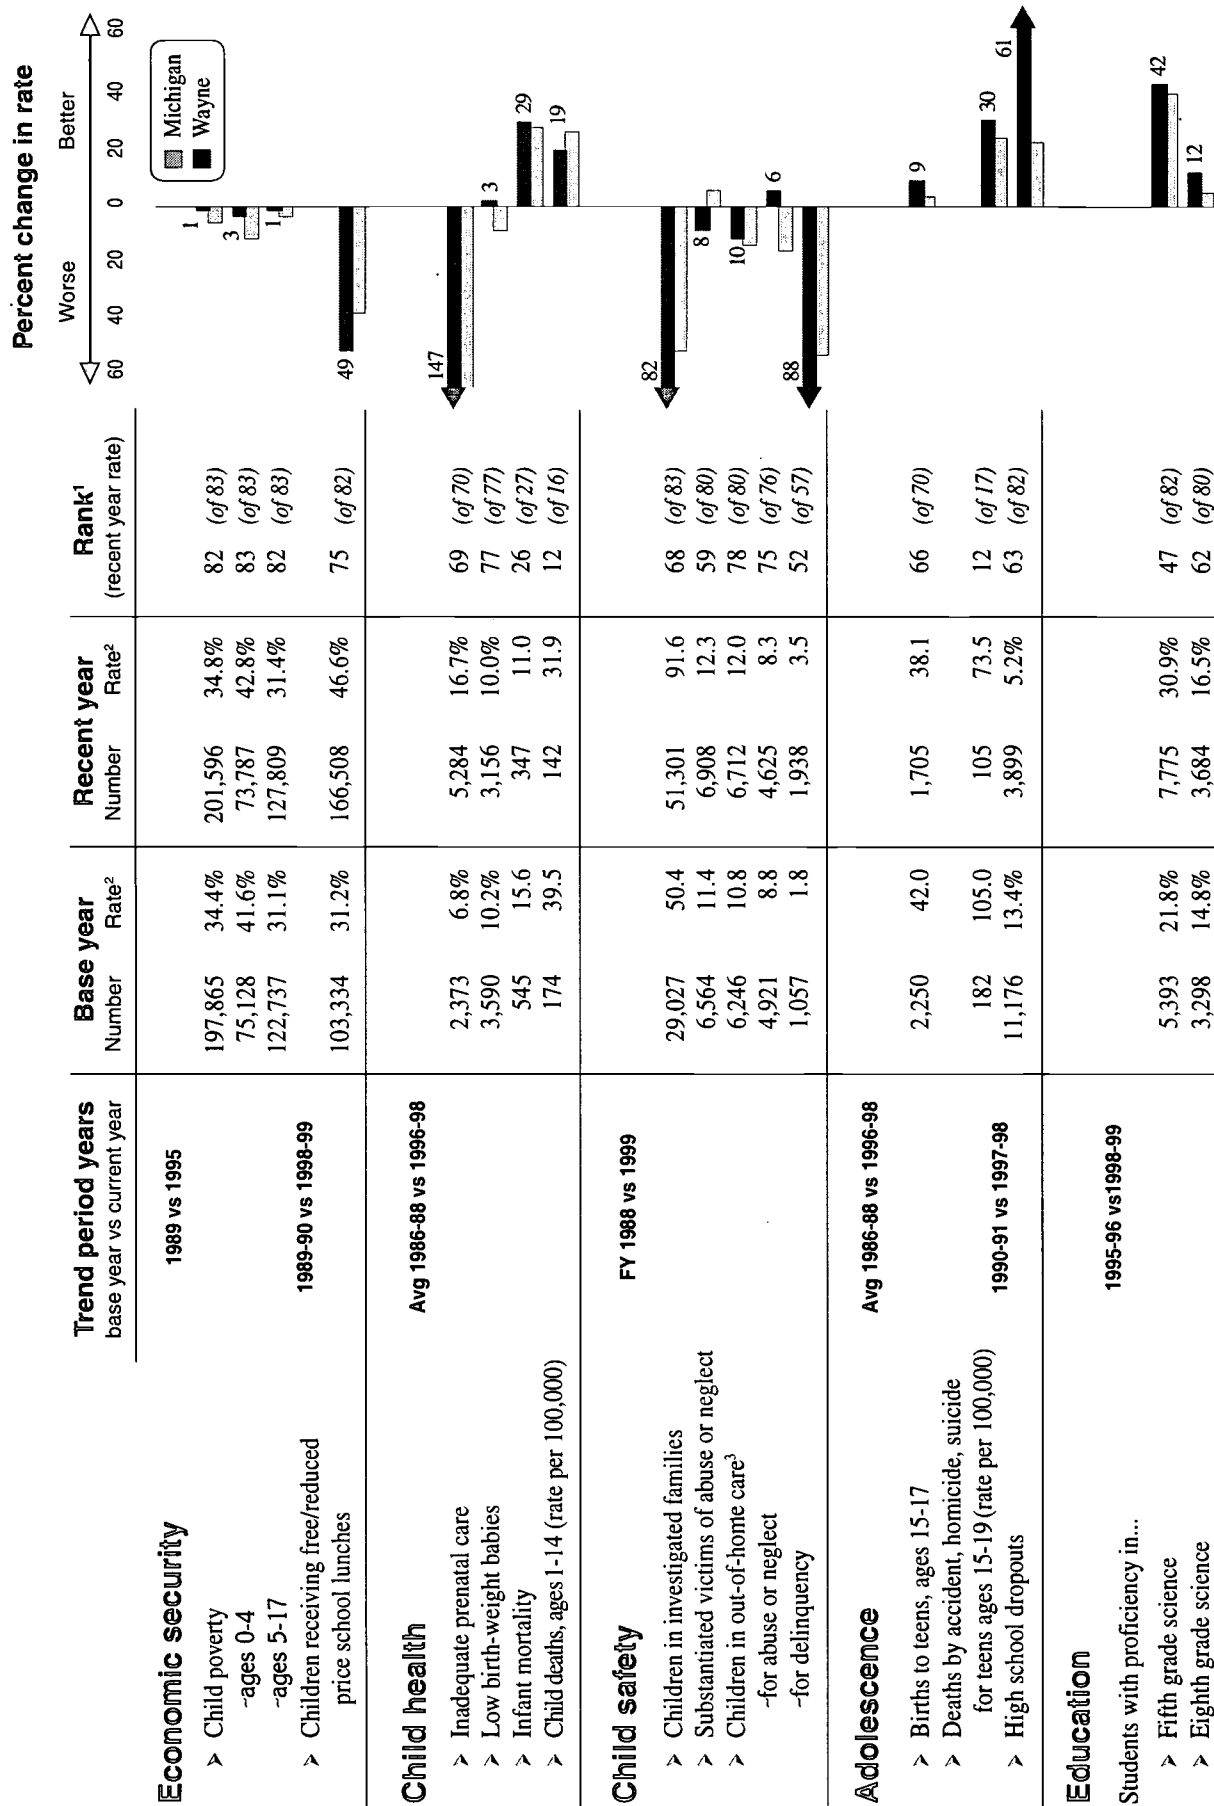 Percent change in rate
Trend period years Base year Recent year Rank¹ Worse Better
base year vs current year Number Rate² Number Rate² (recent year rate) 60 40 20 0 20 40 60
Michigan
Wayne
Economic security
1989 vs 1995
➤ Child poverty 197,865 34.4% 201,596 34.8% 82 (of 83) 1
~ages 0-4 75,128 41.6% 73,787 42.8% 83 (of 83) 3
~ages 5-17 122,737 31.1% 127,809 31.4% 82 (of 83) 1
➤ Children receiving free/reduced 1989-90 vs 1998-99
price school lunches 103,334 31.2% 166,508 46.6% 75 (of 82) 49
Child health
Avg 1986-88 vs 1996-98
➤ Inadequate prenatal care 2,373 6.8% 5,284 16.7% 69 (of 70) 147
➤ Low birth-weight babies 3,590 10.2% 3,156 10.0% 77 (of 77) 3
➤ Infant mortality 545 15.6 347 11.0 26 (of 27) 29
➤ Child deaths, ages 1-14 (rate per 100,000) 174 39.5 142 31.9 12 (of 16) 19
Child safety
FY 1988 vs 1999
➤ Children in investigated families 29,027 50.4 51,301 91.6 68 (of 83) 82
➤ Substantiated victims of abuse or neglect 6,564 11.4 6,908 12.3 59 (of 80) 8
➤ Children in out-of-home care³ 6,246 10.8 6,712 12.0 78 (of 80) 10
~for abuse or neglect 4,921 8.8 4,625 8.3 75 (of 76) 6
~for delinquency 1,057 1.8 1,938 3.5 52 (of 57) 88
Adolescence
Avg 1986-88 vs 1996-98
➤ Births to teens, ages 15-17 2,250 42.0 1,705 38.1 66 (of 70) 9
➤ Deaths by accident, homicide, suicide
for teens ages 15-19 (rate per 100,000) 182 105.0 105 73.5 12 (of 17) 30
➤ High school dropouts 1990-91 vs 1997-98 11,176 13.4% 3,899 5.2% 63 (of 82) 61
Education
1995-96 vs1998-99
Students with proficiency in...
➤ Fifth grade science 5,393 21.8% 7,775 30.9% 47 (of 82) 42
➤ Eighth grade science 3,298 14.8% 3,684 16.5% 62 (of 80) 12